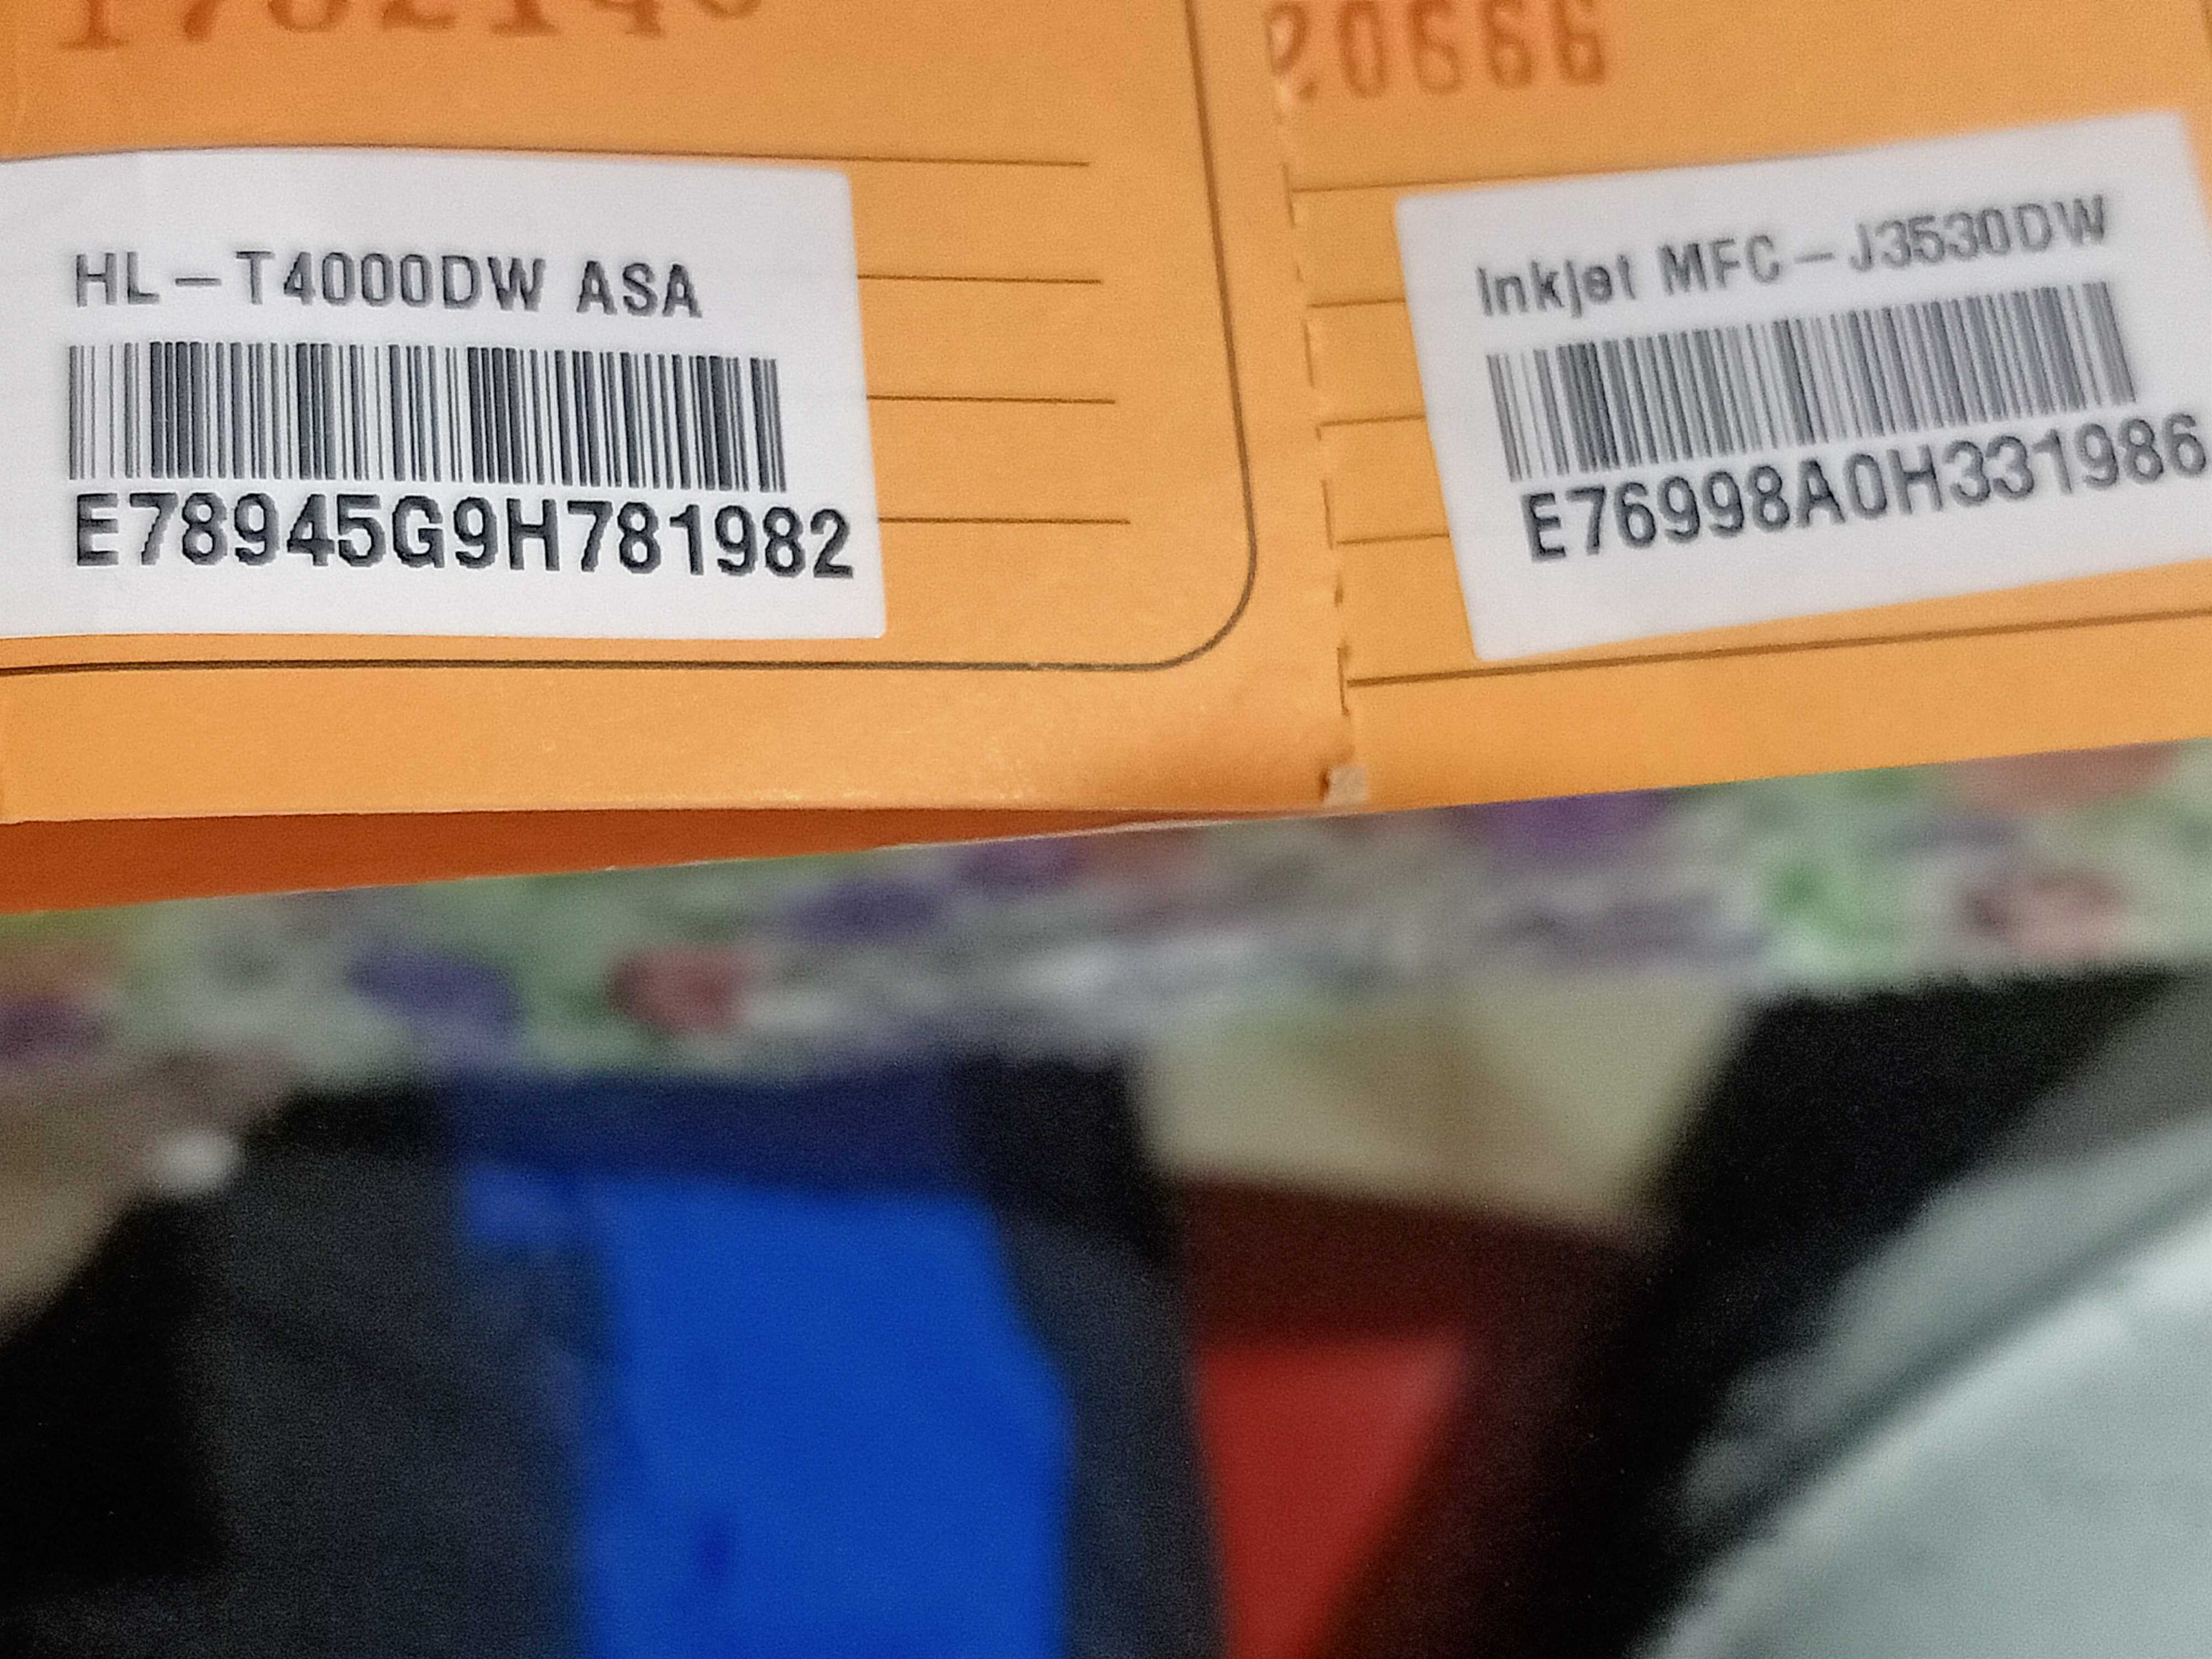 20666
HL-T4000DW ASA
E78945G9H781982
Inkjet MFC-J3530DW
E76998A0H331986